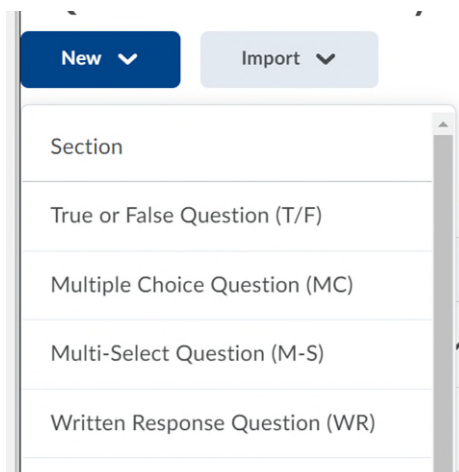 New
Import
Section
True or False Question (T/F)
Multiple Choice Question (MC)
Multi-Select Question (M-S)
Written Response Question (WR)